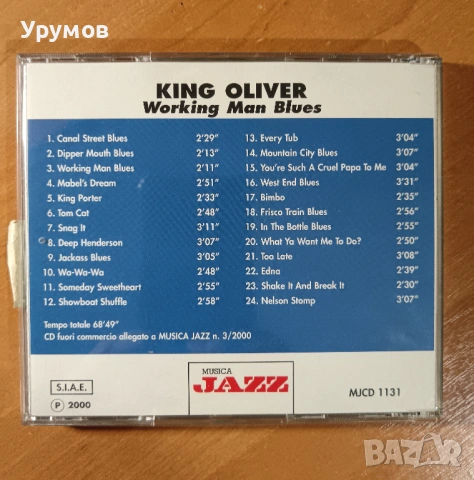 Урумов
KING OLIVER
Working Man Blues
1. Canal Street Blues 2'29"
2. Dipper Mouth Blues 2'13"
3. Working Man Blues 2'11"
4. Mabel's Dream 2'51"
5. King Porter 2'33"
6. Tom Cat 2'48"
7. Snag It 3'11"
8. Deep Henderson 3'07"
9. Jackass Blues 3'05"
10. Wa-Wa-Wa 2'48"
11. Someday Sweetheart 2'55"
12. Showboat Shuffle 2'58"
13. Every Tub 3'04"
14. Mountain City Blues 3'07"
15. You're Such A Cruel Papa To Me 3'04"
16. West End Blues 3'31"
17. Bimbo 2'35"
18. Frisco Train Blues 2'56"
19. In The Bottle Blues 2'55"
20. What Ya Want Me To Do? 2'50"
21. Too Late 3'08"
22. Edna 2'39"
23. Shake It And Break It 2'30"
24. Nelson Stomp 3'07"
Tempo totale 68'49"
CD fuori commercio allegato a MUSICA JAZZ n. 3/2000
S.I.A.E.
Ⓟ 2000
MUSICA
JAZZ
MJCD 1131
BAZAR